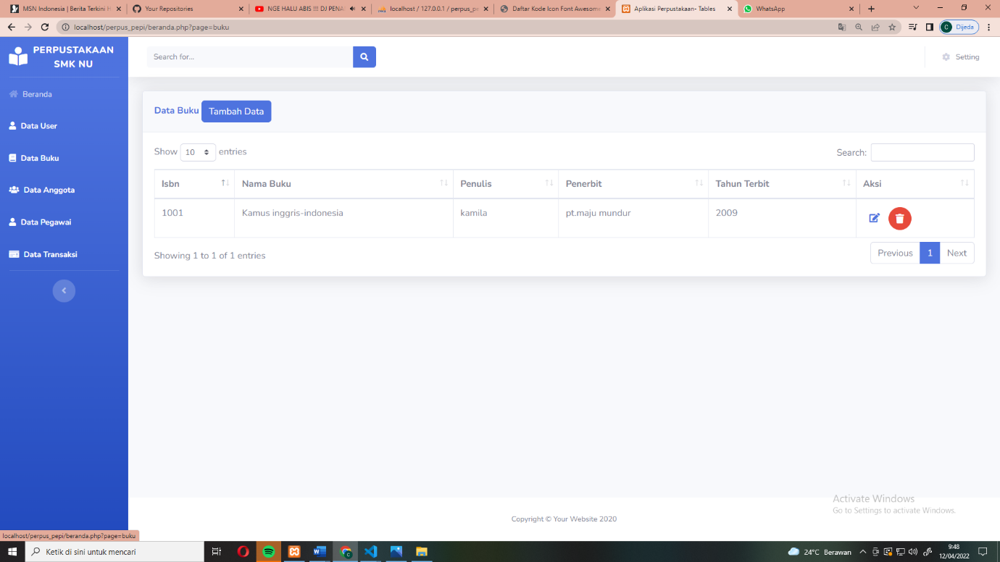 MSN Indonesia | Berita Terkini H
Your Repositories
NGE HALU ABIS !!! DJ PENA
localhost / 127.0.0.1 / perpus_pe
Daftar Kode Icon Font Awesome
Aplikasi Perpustakaan- Tables
WhatsApp
localhost/perpus_pepi/beranda.php?page=buku
C Dijeda
PERPUSTAKAAN
SMK NU
Search for...
Setting
Beranda
Data User
Data Buku
Data Anggota
Data Pegawai
Data Transaksi
Data Buku Tambah Data
Show 10 entries
Search:
Isbn Nama Buku Penulis Penerbit Tahun Terbit Aksi
1001 Kamus inggris-indonesia kamila pt.maju mundur 2009
Showing 1 to 1 of 1 entries
Previous 1 Next
Activate Windows
Go to Settings to activate Windows.
Copyright © Your Website 2020
localhost/perpus_pepi/beranda.php?page=buku
Ketik di sini untuk mencari
24°C Berawan
9:48
12/04/2022